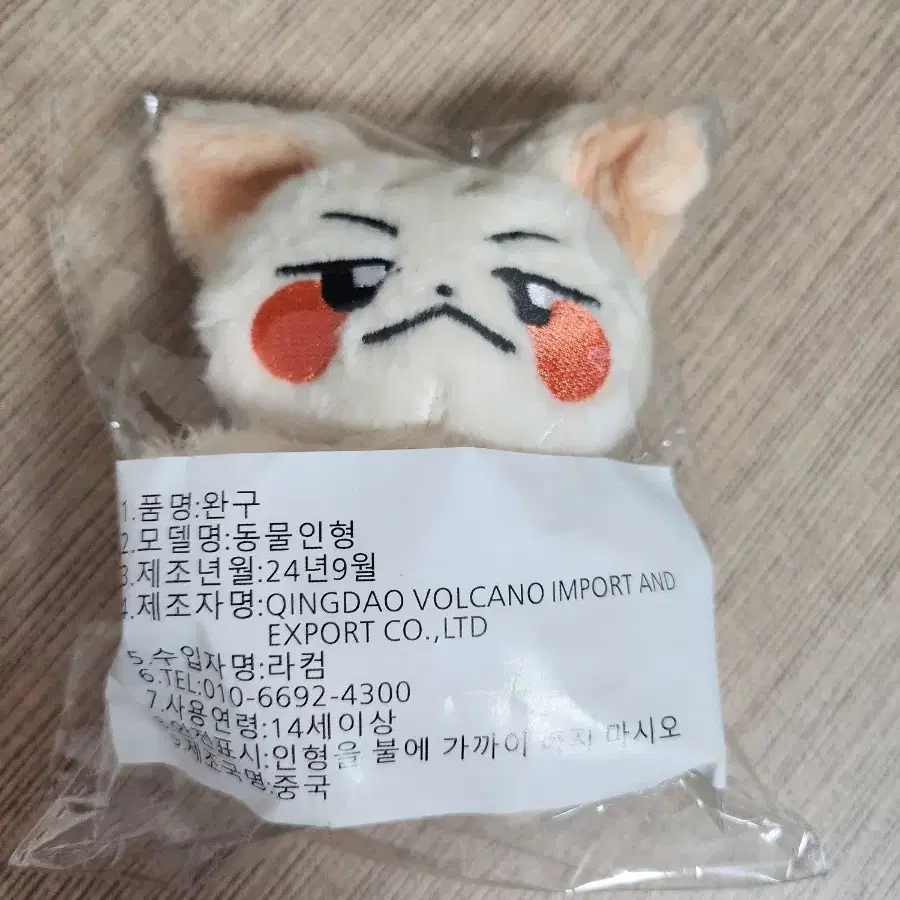 1.품명:완구
2.모델명:동물인형
3.제조년월:24년9월
4.제조자명:QINGDAO VOLCANO IMPORT AND
EXPORT CO.,LTD
5.수입자명:라컴
6.TEL:010-6692-4300
7.사용연령:14세이상
표시:인형을 불에 가까이 마시오
제조국명:중국